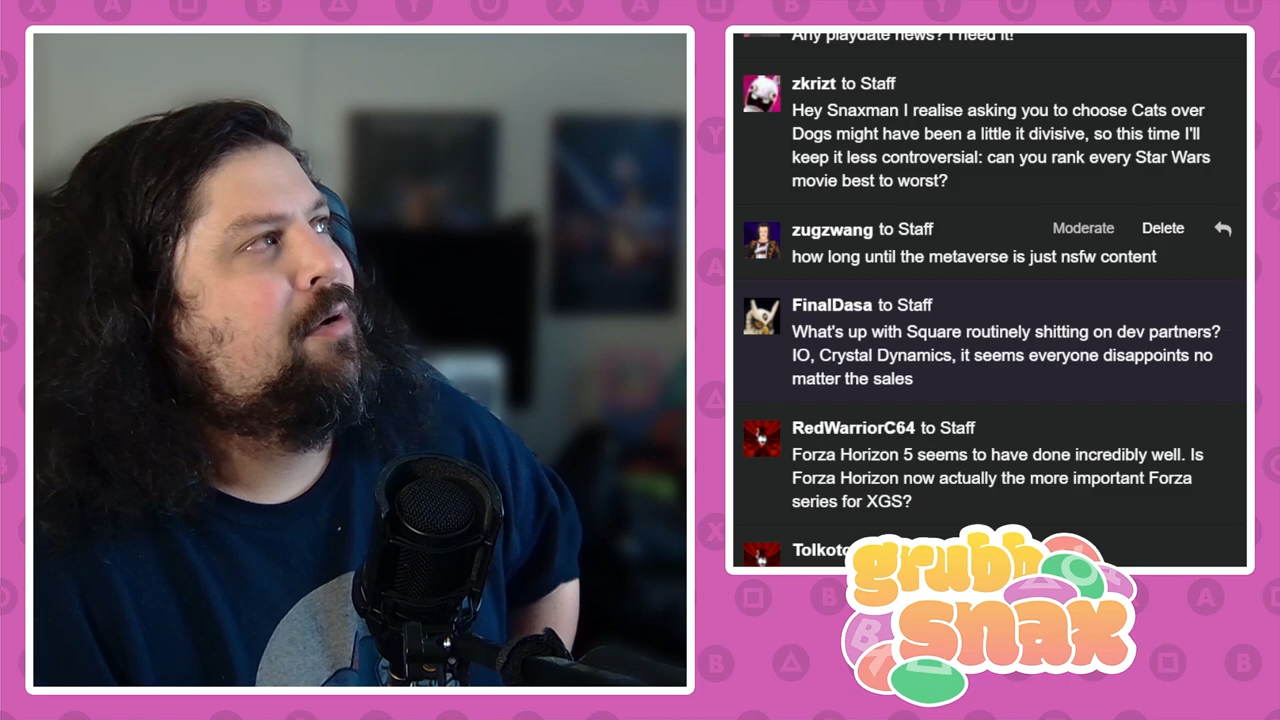 Any playdate news? I need it!
zkrizt to Staff
Hey Snaxman I realise asking you to choose Cats over
Dogs might have been a little it divisive, so this time I'll
keep it less controversial: can you rank every Star Wars
movie best to worst?
zugzwang to Staff
Moderate
Delete
how long until the metaverse is just nsfw content
FinalDasa to Staff
What's up with Square routinely shitting on dev partners?
IO, Crystal Dynamics, it seems everyone disappoints no
matter the sales
RedWarriorC64 to Staff
Forza Horizon 5 seems to have done incredibly well. Is
Forza Horizon now actually the more important Forza
series for XGS?
grubb
snax